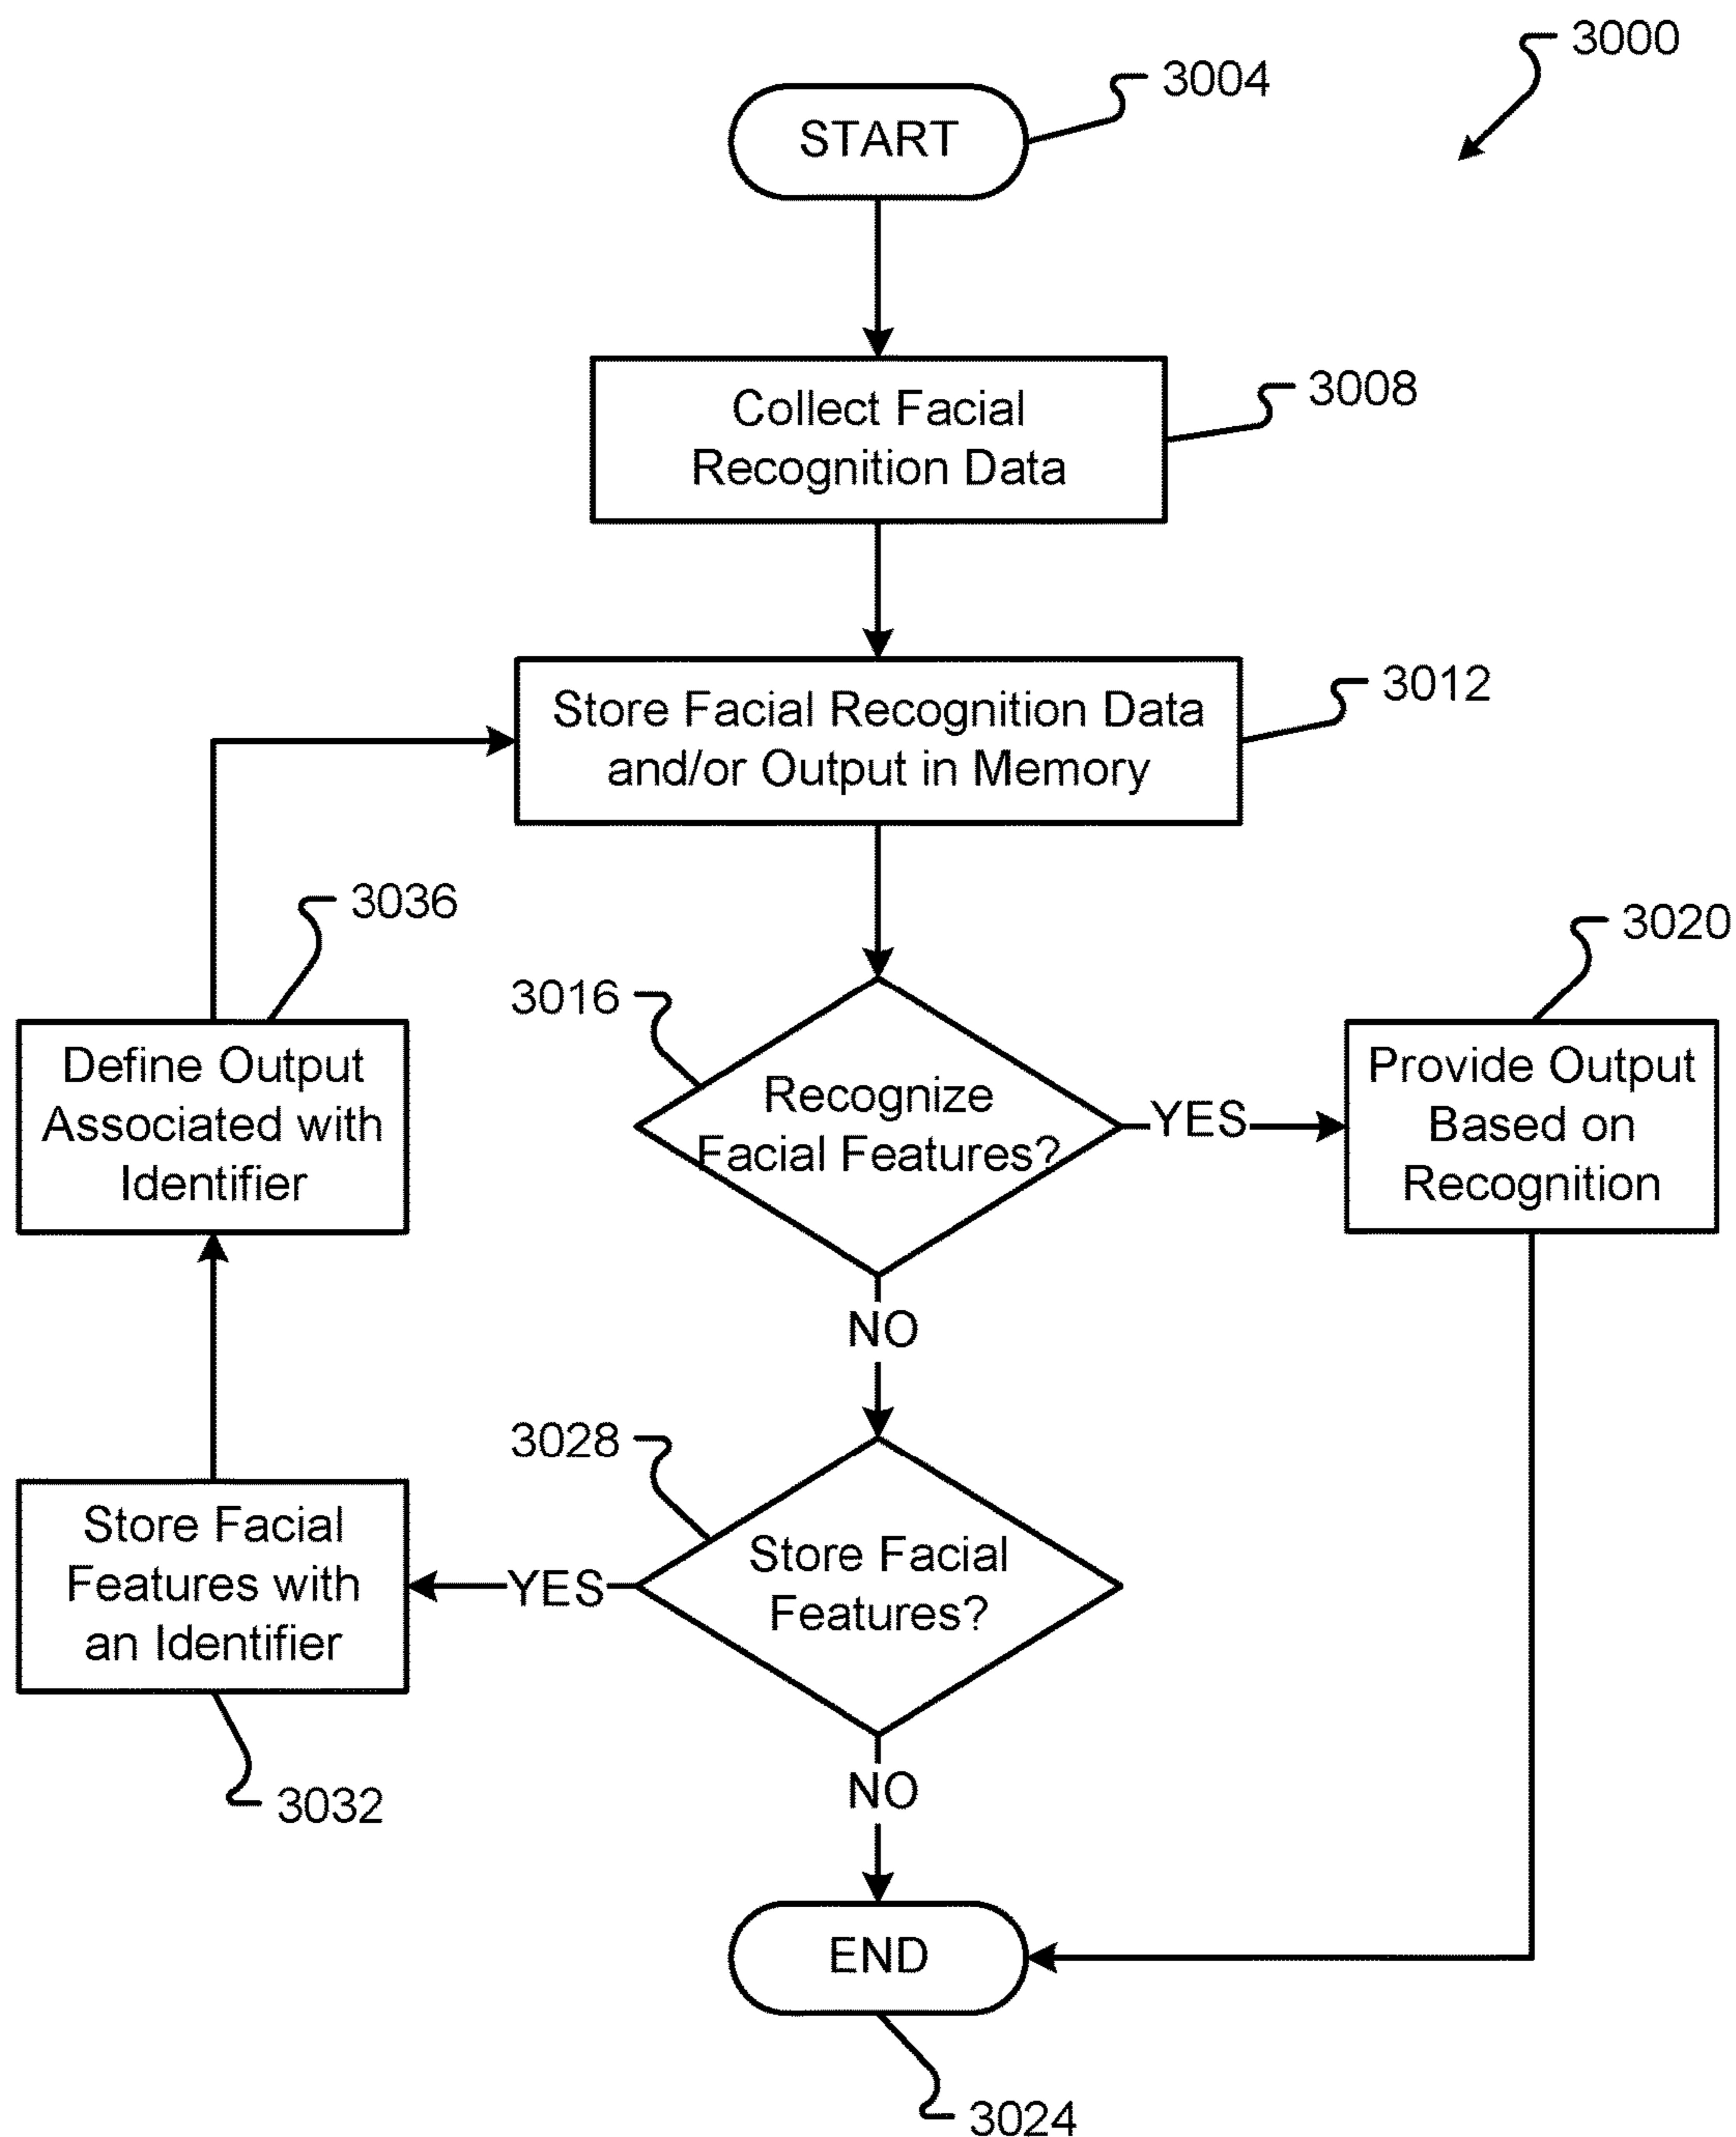 3000
START
3004
Collect Facial
Recognition Data
3008
Store Facial Recognition Data
and/or Output in Memory
3012
3016
Recognize
Facial Features?
YES
3020
Provide Output
Based on
Recognition
NO
3028
Store Facial
Features?
YES
Store Facial
Features with
an Identifier
3032
3036
Define Output
Associated with
Identifier
NO
END
3024